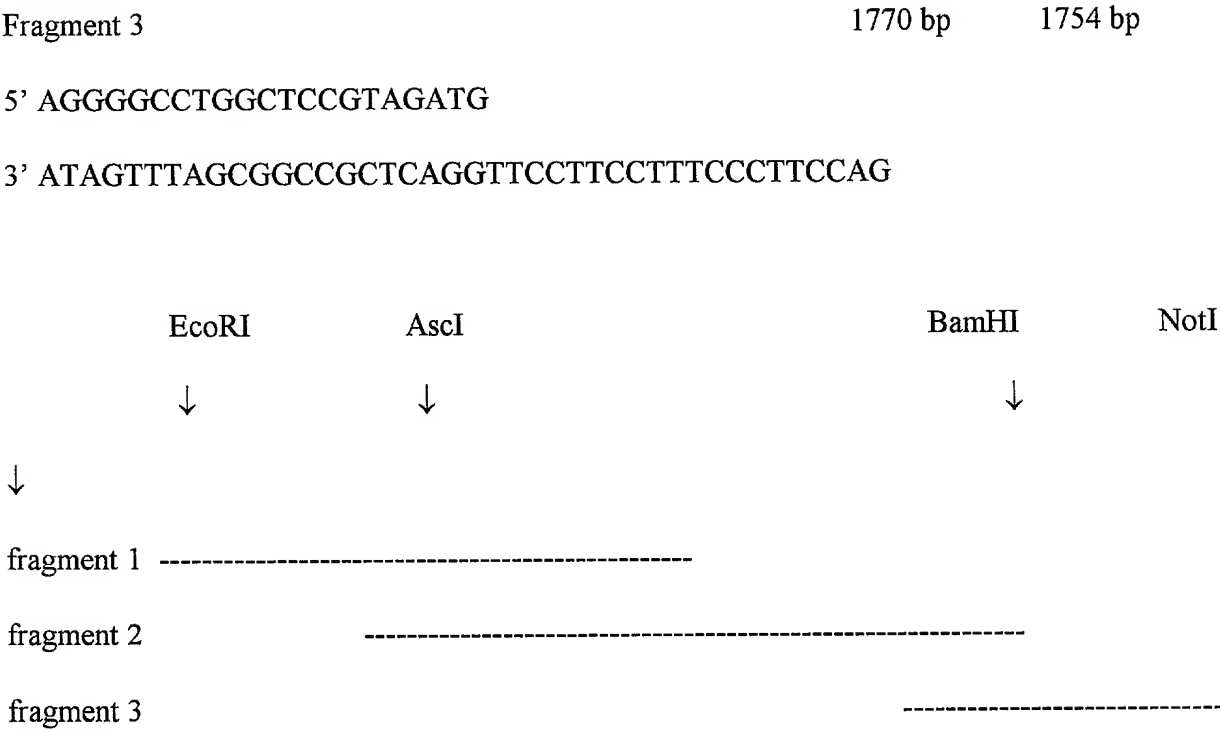 Fragment 3 1770 bp 1754 bp
5’ AGGGGCCTGGCTCCGTAGATG
3’ ATAGTTTAGCGGCCGCTCAGGTTCCTTCCTTTCCCTTCCAG
EcoRI AscI BamHI NotI
↓ ↓ ↓
↓
fragment 1 ------------------------------------------------
fragment 2 ------------------------------------------------------------
fragment 3 -----------------------------